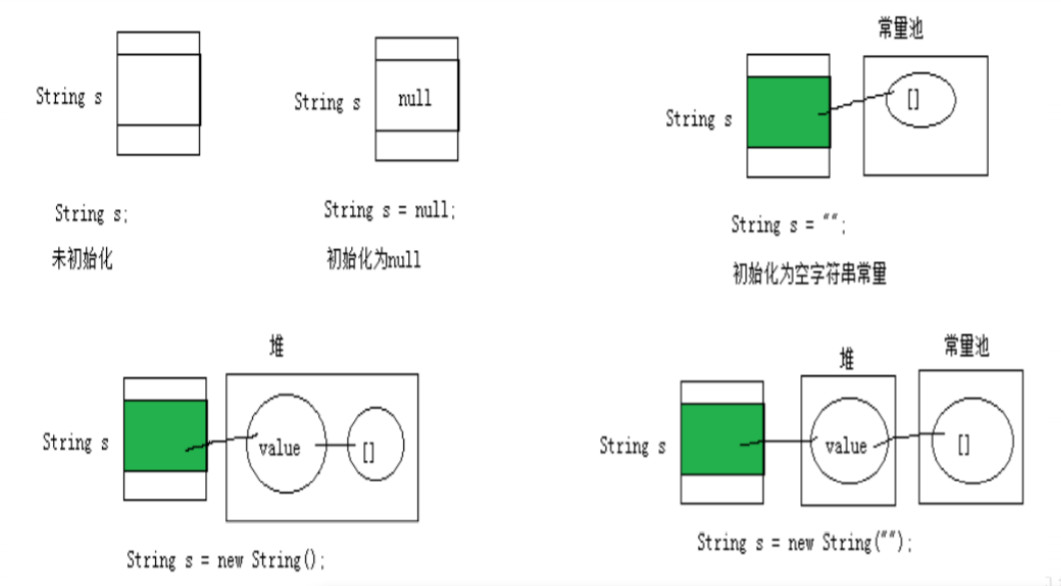 常量池
String s
String s
null
String s
[]
String s;
String s = null;
String s = "";
未初始化
初始化为null
初始化为空字符串常量
堆
堆
常量池
String s
value
[]
String s
value
[]
String s = new String();
String s = new String("");